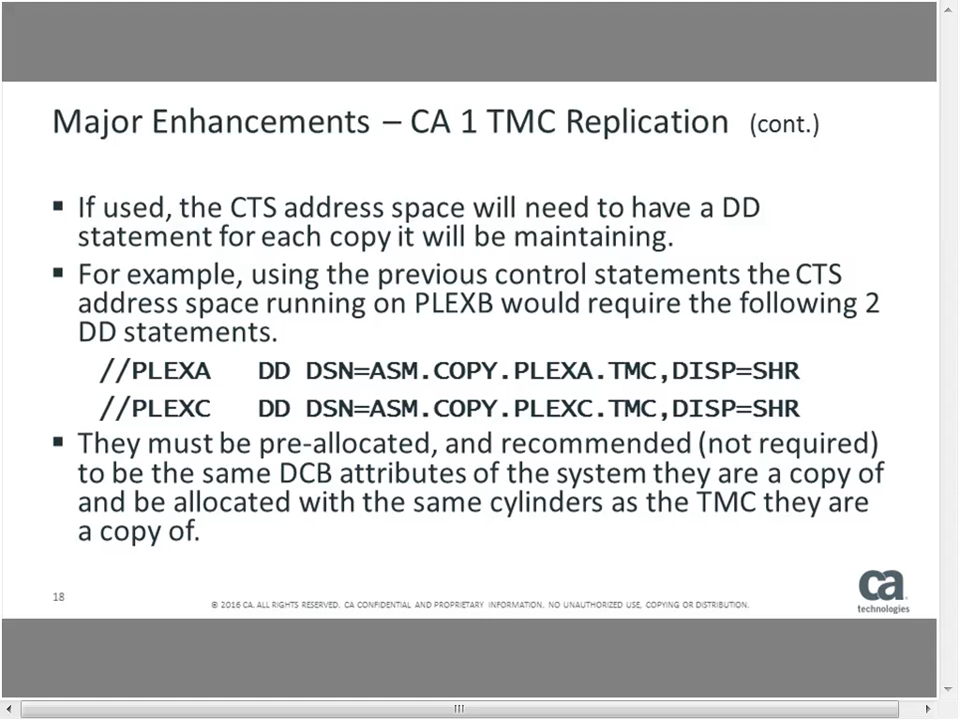 Major Enhancements – CA 1 TMC Replication (cont.)
▪ If used, the CTS address space will need to have a DD
statement for each copy it will be maintaining.
▪ For example, using the previous control statements the CTS
address space running on PLEXB would require the following 2
DD statements.
//PLEXA   DD DSN=ASM.COPY.PLEXA.TMC,DISP=SHR
//PLEXC   DD DSN=ASM.COPY.PLEXC.TMC,DISP=SHR
▪ They must be pre-allocated, and recommended (not required)
to be the same DCB attributes of the system they are a copy of
and be allocated with the same cylinders as the TMC they are
a copy of.
18
© 2016 CA. ALL RIGHTS RESERVED. CA CONFIDENTIAL AND PROPRIETARY INFORMATION. NO UNAUTHORIZED USE, COPYING OR DISTRIBUTION.
ca
technologies